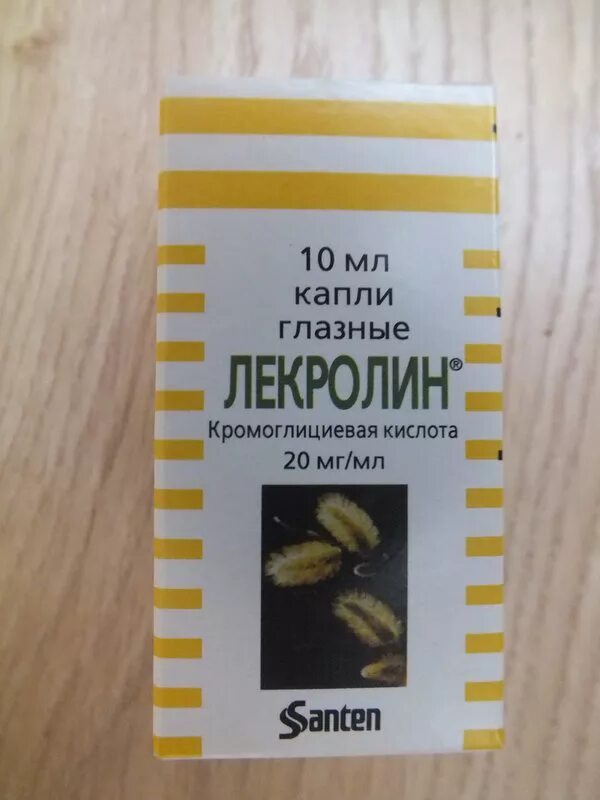 10 мл
капли
глазные
ЛЕКРОЛИН®
Кромоглициевая кислота
20 мг/мл
Santen